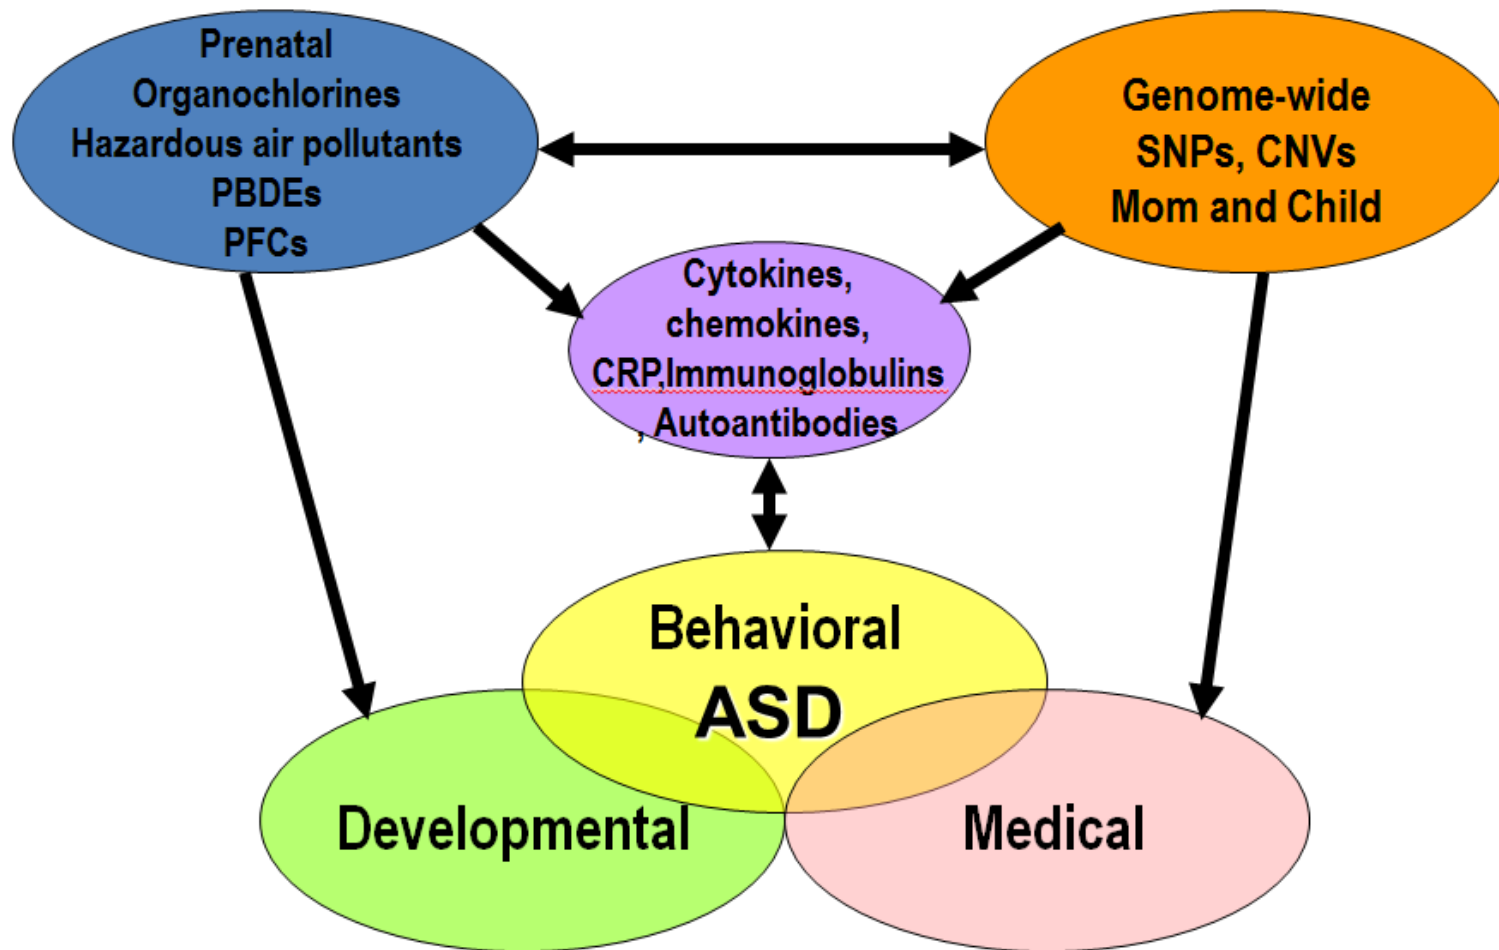 Prenatal
Organochlorines
Hazardous air pollutants
PBDEs
PFCs
Genome-wide
SNPs, CNVs
Mom and Child
Cytokines,
chemokines,
CRP,Immunoglobulins
, Autoantibodies
Behavioral
ASD
Developmental
Medical